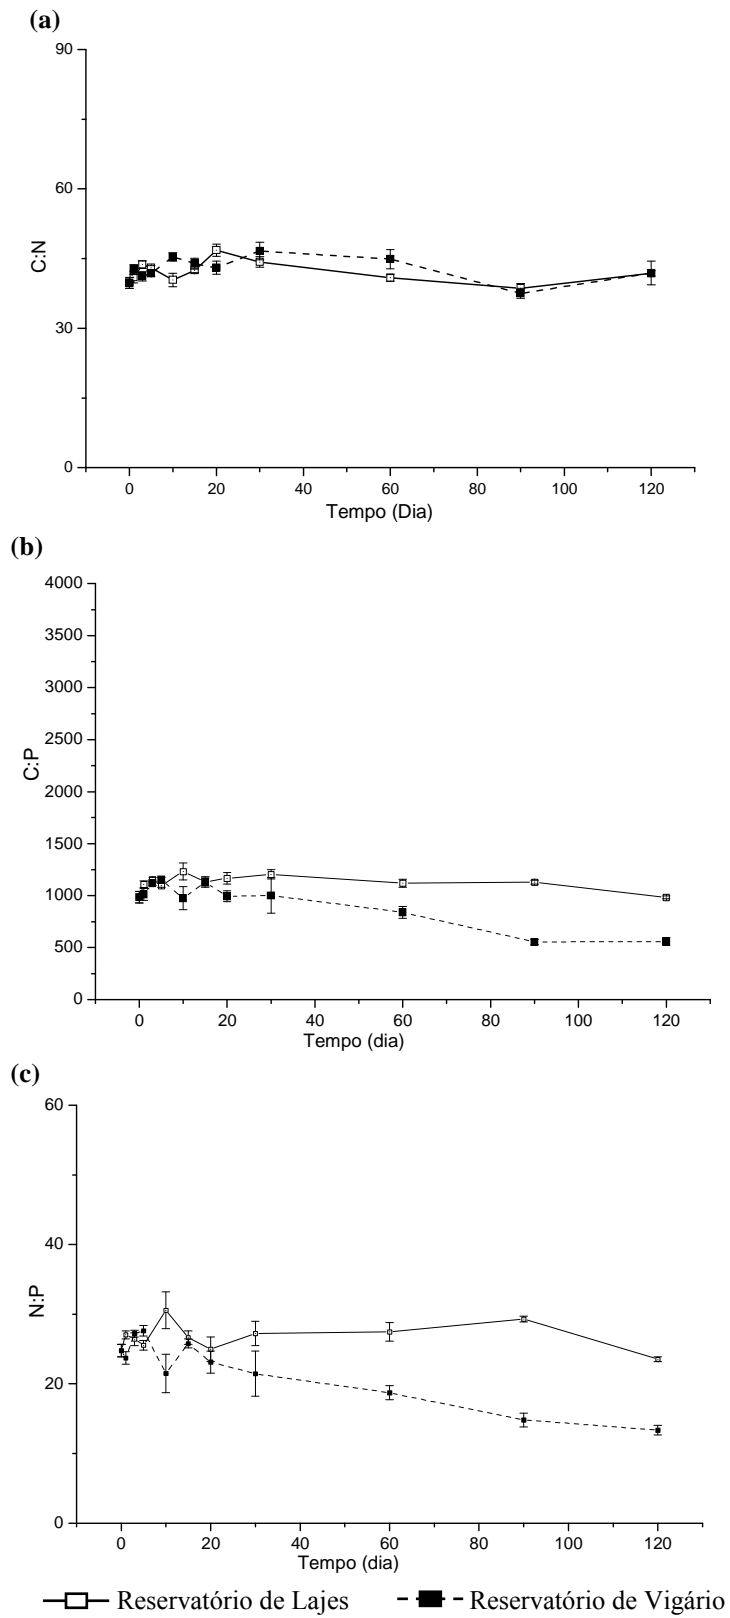 (a)
90
60
30
0
C:N
0 20 40 60 80 100 120
Tempo (Dia)
(b)
4000
3500
3000
2500
2000
1500
1000
500
0
C:P
0 20 40 60 80 100 120
Tempo (dia)
(c)
60
40
20
0
N:P
0 20 40 60 80 100 120
Tempo (dia)
Reservatório de Lajes Reservatório de Vigário